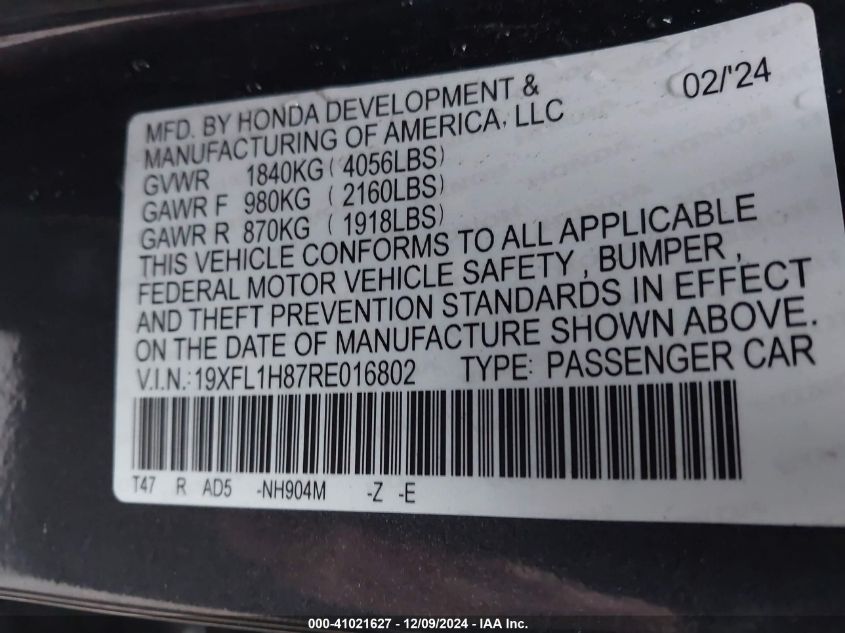 02/'24
MFD. BY HONDA DEVELOPMENT &
MANUFACTURING OF AMERICA, LLC
GVWR 1840KG ( 4056LBS)
GAWR F 980KG ( 2160LBS)
GAWR R 870KG ( 1918LBS)
THIS VEHICLE CONFORMS TO ALL APPLICABLE
FEDERAL MOTOR VEHICLE SAFETY , BUMPER ,
AND THEFT PREVENTION STANDARDS IN EFFECT
ON THE DATE OF MANUFACTURE SHOWN ABOVE.
V.I.N.: 19XFL1H87RE016802 TYPE: PASSENGER CAR
T47 R AD5 -NH904M -Z -E
000-41021627 - 12/09/2024 - IAA Inc.